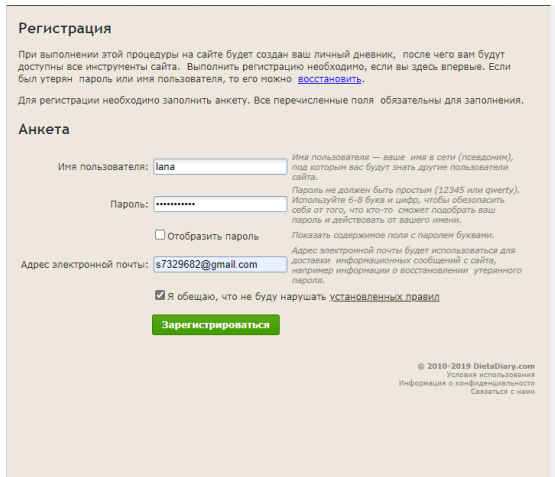 Регистрация
При выполнении этой процедуры на сайте будет создан ваш личный дневник, после чего вам будут
доступны все инструменты сайта. Выполнить регистрацию необходимо, если вы здесь впервые. Если
был утерян пароль или имя пользователя, то его можно восстановить.
Для регистрации необходимо заполнить анкету. Все перечисленные поля обязательны для заполнения.
Анкета
Имя пользователя: lana
Имя пользователя — ваше имя в сети (псевдоним),
под которым вас будут знать другие пользователи
сайта.
Пароль: •••••••••••
Пароль не должен быть простым (12345 или qwerty).
Используйте 6-8 букв и цифр, чтобы обезопасить
себя от того, что кто-то сможет подобрать ваш
пароль и действовать от вашего имени.
Отобразить пароль
Показать содержимое поля с паролем буквами.
Адрес электронной почты: s7329682@gmail.com
Адрес электронной почты будет использоваться для
доставки информационных сообщений с сайта,
например информации о восстановлении утерянного
пароля.
Я обещаю, что не буду нарушать установленных правил
Зарегистрироваться
© 2010-2019 DietaDiary.com
Условия использования
Информация о конфиденциальности
Связаться с нами